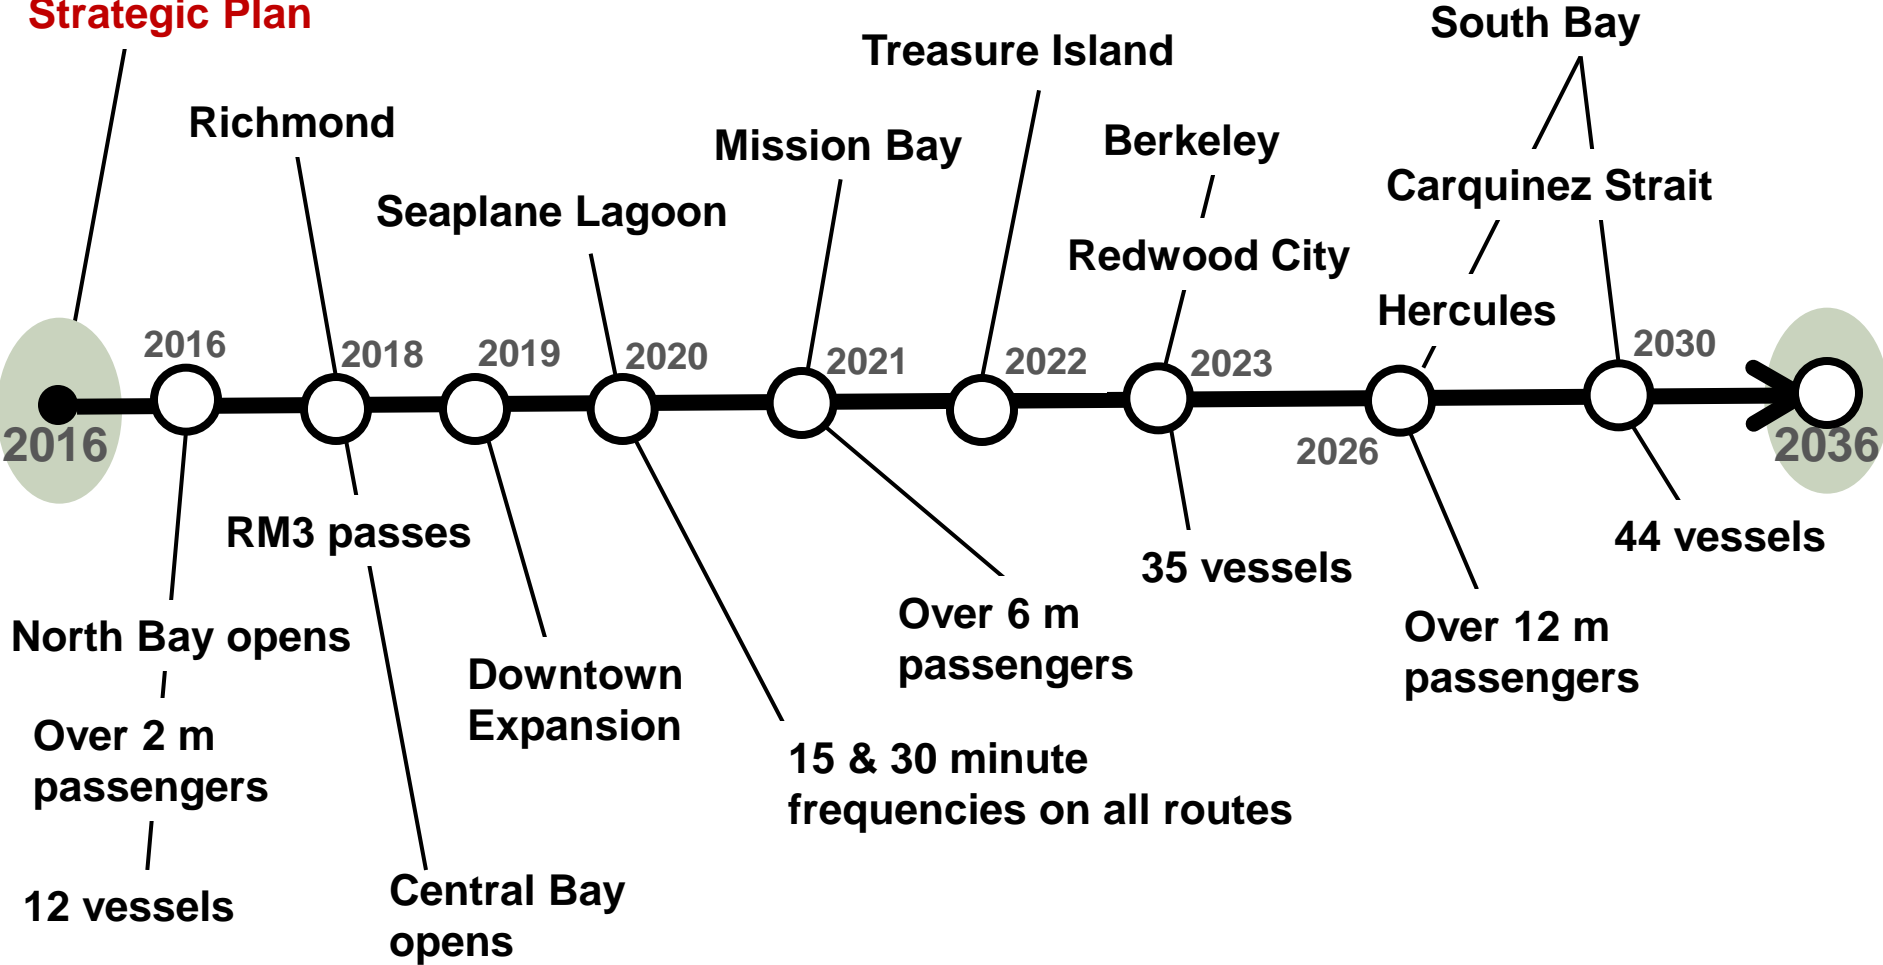 Strategic Plan
South Bay
Treasure Island
Richmond
Mission Bay
Berkeley
Carquinez Strait
Seaplane Lagoon
Redwood City
Hercules
2016
2018
2019
2020
2021
2022
2023
2030
2016
2026
2036
RM3 passes
35 vessels
44 vessels
North Bay opens
Over 6 m
passengers
Over 12 m
passengers
Downtown
Expansion
Over 2 m
passengers
15 & 30 minute
frequencies on all routes
12 vessels
Central Bay
opens